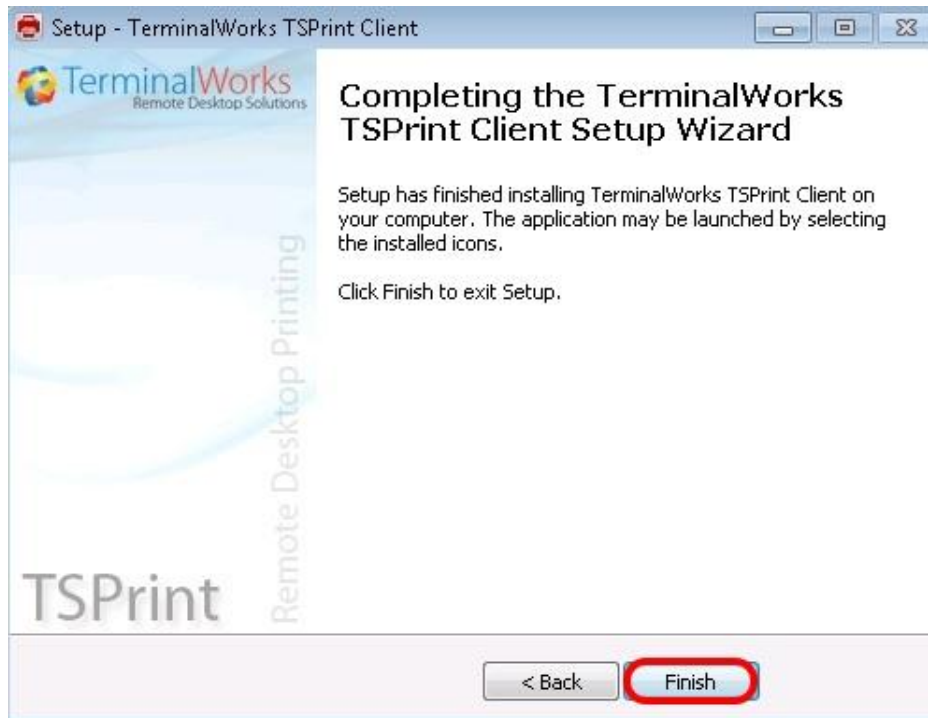 Setup - TerminalWorks TSPrint Client
TerminalWorks
Remote Desktop Solutions
Completing the TerminalWorks
TSPrint Client Setup Wizard
Setup has finished installing TerminalWorks TSPrint Client on
your computer. The application may be launched by selecting
the installed icons.
Click Finish to exit Setup.
Remote Desktop Printing
TSPrint
< Back
Finish